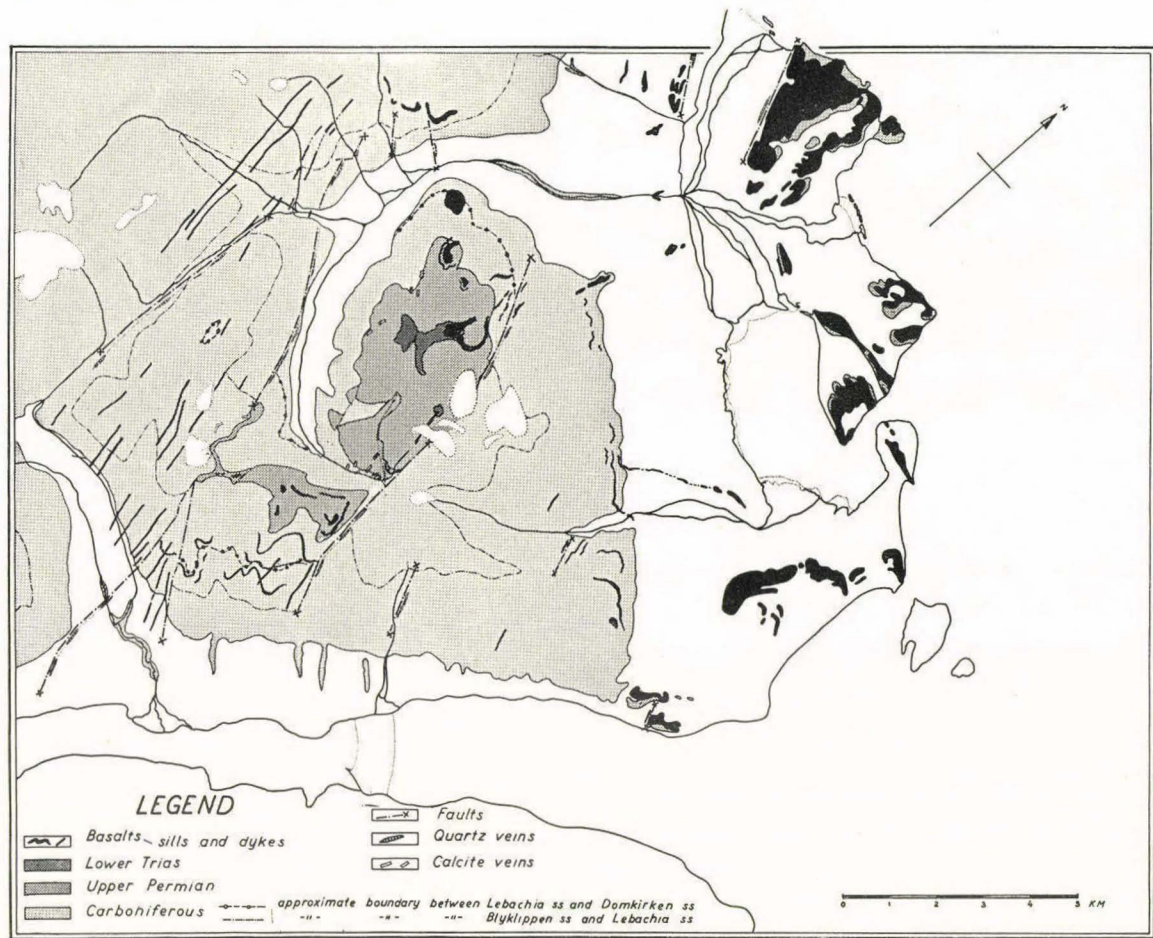 N
LEGEND
Basalts sills and dykes
Lower Trias
Upper Permian
Carbohiferous
Faults
Quartz veins
Calcite veins
approximate boundary between Lebachia ss and Domkirken ss
-"- -"- -"- Blyklippen ss and Lebachia ss
0 1 2 3 4 5 KM